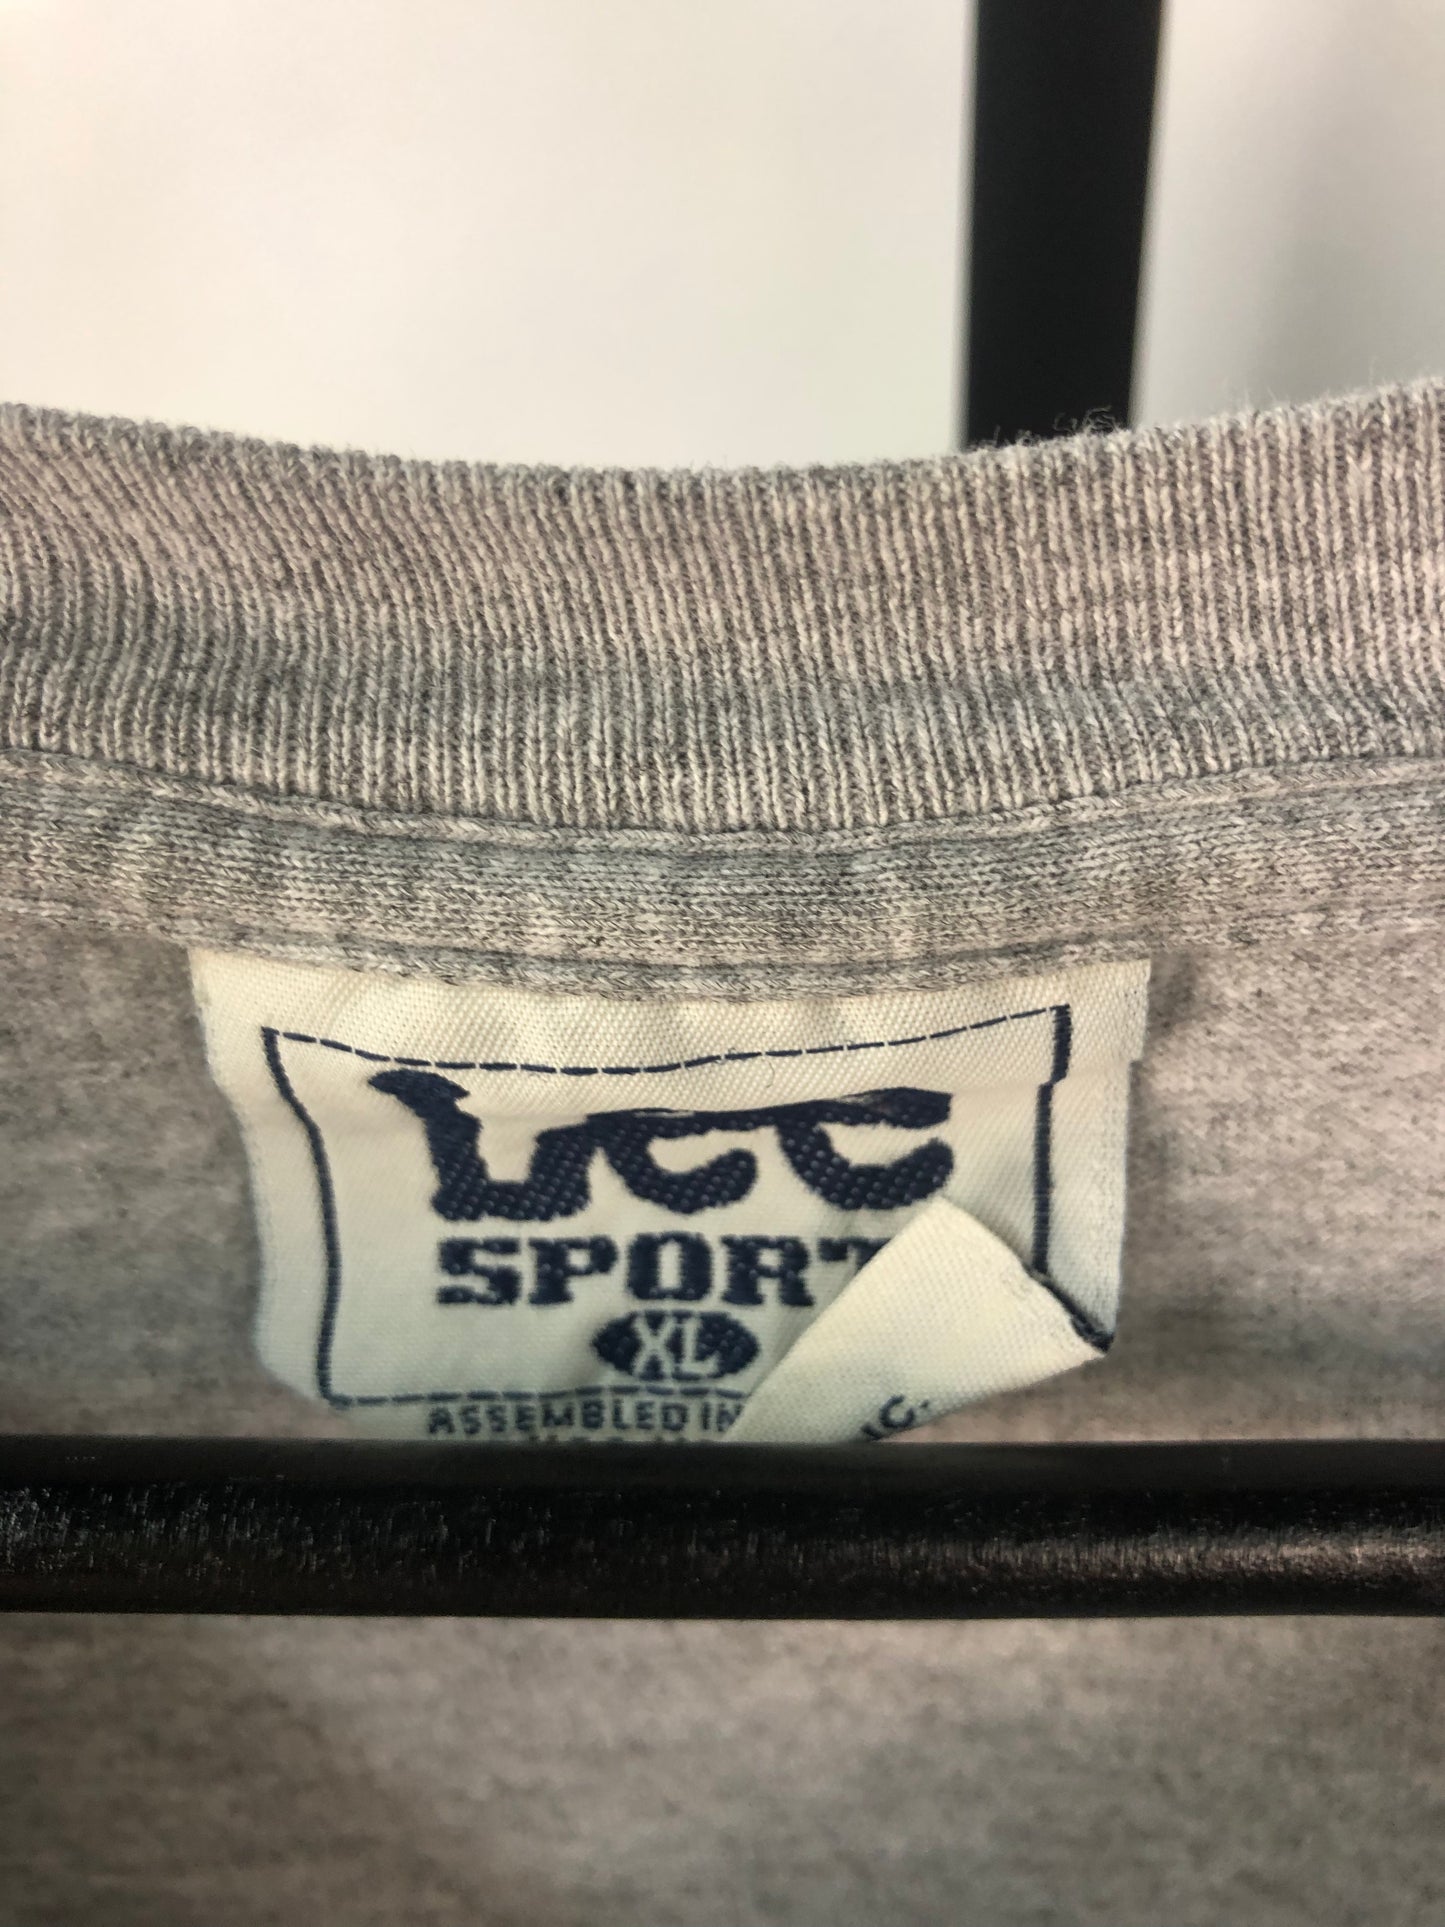 Lee
SPORT
XL
ASSEMBLED IN